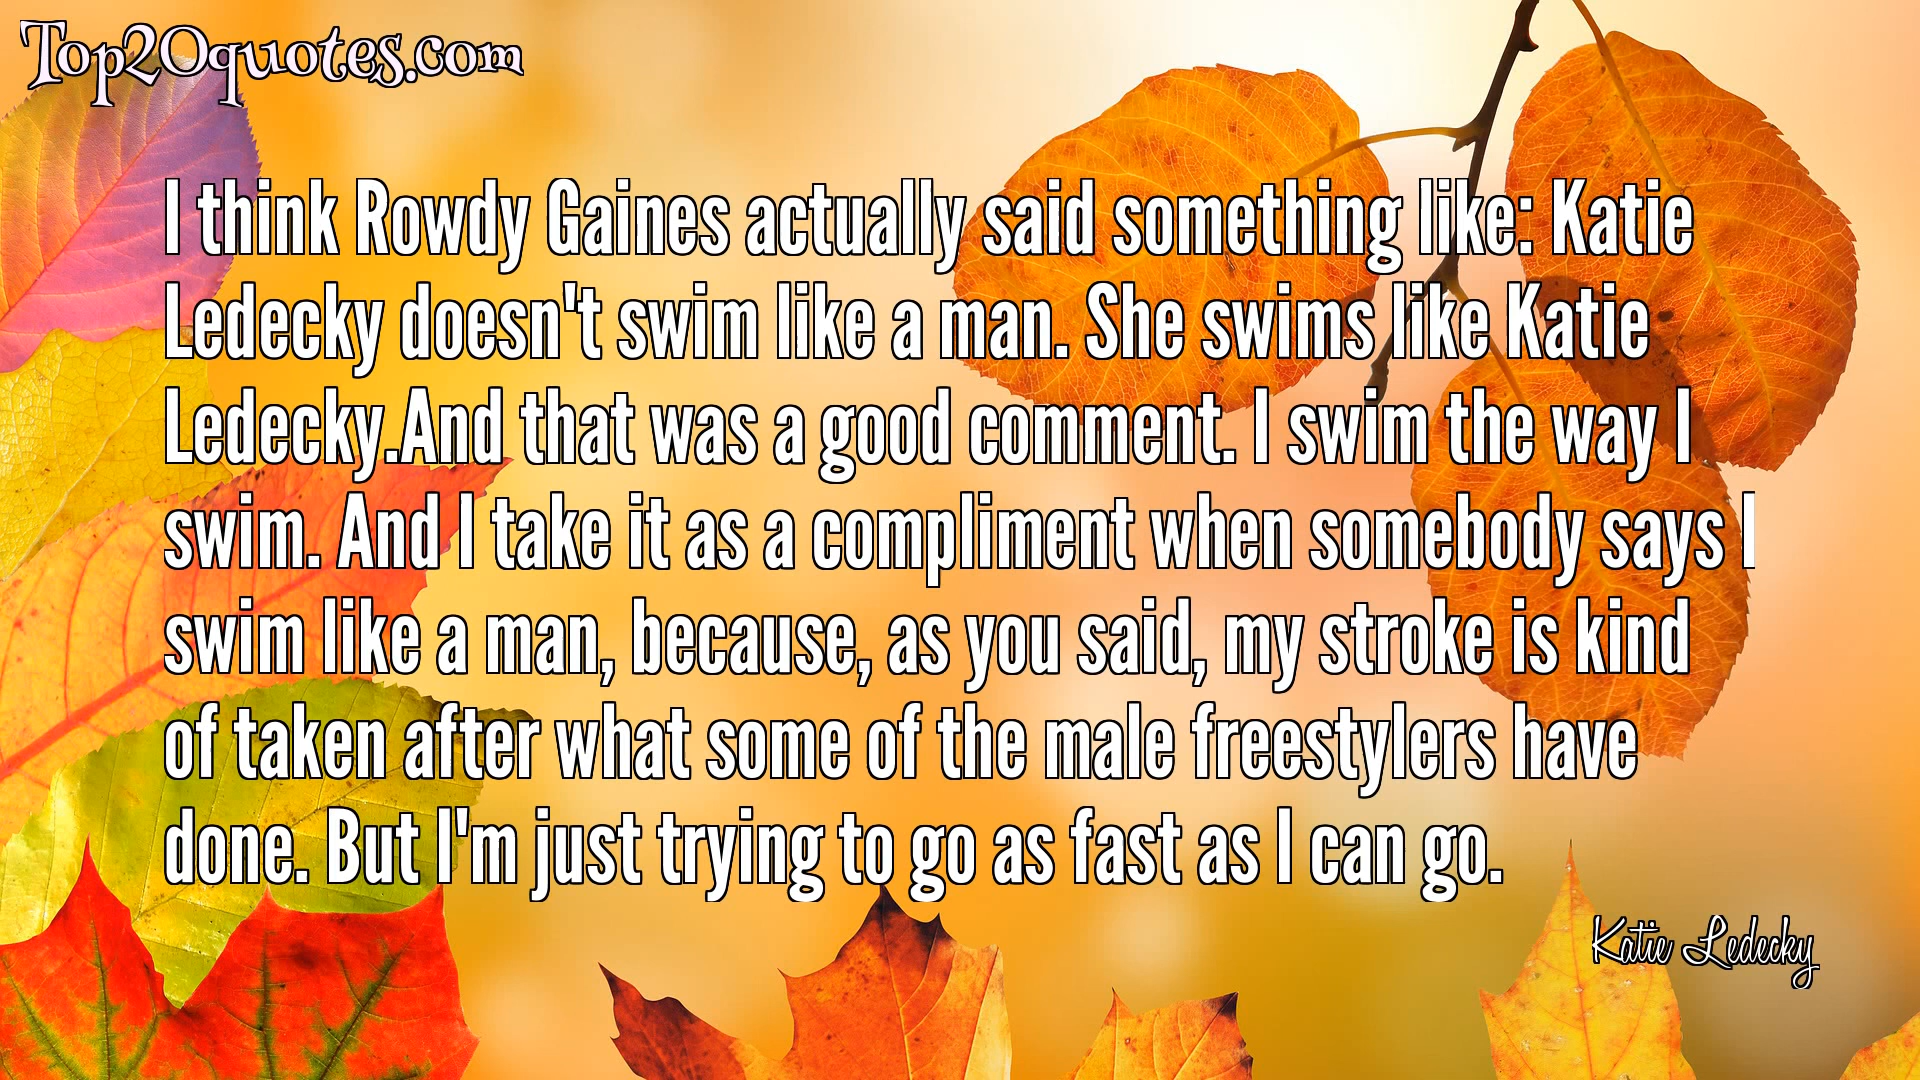 Top20quotes.com
I think Rowdy Gaines actually said something like: Katie
Ledecky doesn't swim like a man. She swims like Katie
Ledecky.And that was a good comment. I swim the way I
swim. And I take it as a compliment when somebody says I
swim like a man, because, as you said, my stroke is kind
of taken after what some of the male freestylers have
done. But I'm just trying to go as fast as I can go.
Katie Ledecky